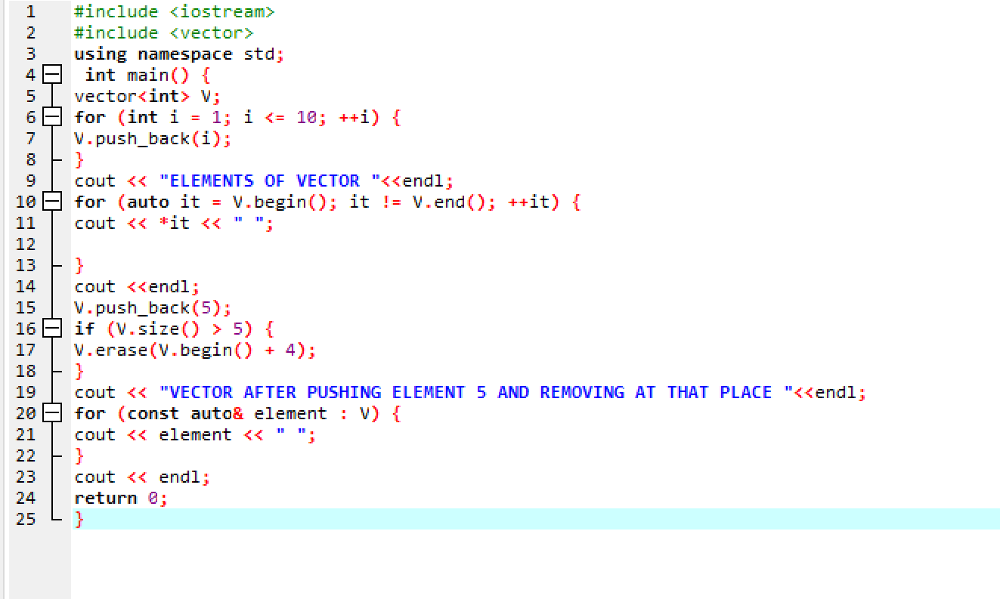 1 #include <iostream>
2 #include <vector>
3 using namespace std;
4 int main() {
5 vector<int> V;
6 for (int i = 1; i <= 10; ++i) {
7 V.push_back(i);
8 }
9 cout << "ELEMENTS OF VECTOR "<<endl;
10 for (auto it = V.begin(); it != V.end(); ++it) {
11 cout << *it << " ";
12
13 }
14 cout <<endl;
15 V.push_back(5);
16 if (V.size() > 5) {
17 V.erase(V.begin() + 4);
18 }
19 cout << "VECTOR AFTER PUSHING ELEMENT 5 AND REMOVING AT THAT PLACE "<<endl;
20 for (const auto& element : V) {
21 cout << element << " ";
22 }
23 cout << endl;
24 return 0;
25 }